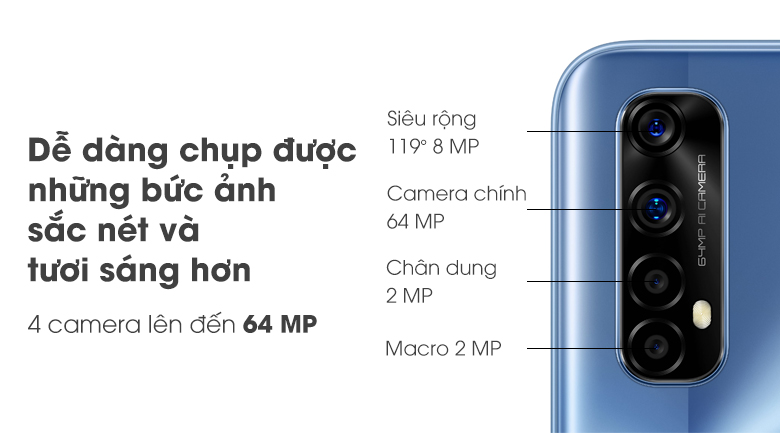 Dễ dàng chụp được
những bức ảnh
sắc nét và
tươi sáng hơn
4 camera lên đến 64 MP
Siêu rộng
119° 8 MP
Camera chính
64 MP
Chân dung
2 MP
Macro 2 MP
64MP AI CAMERA